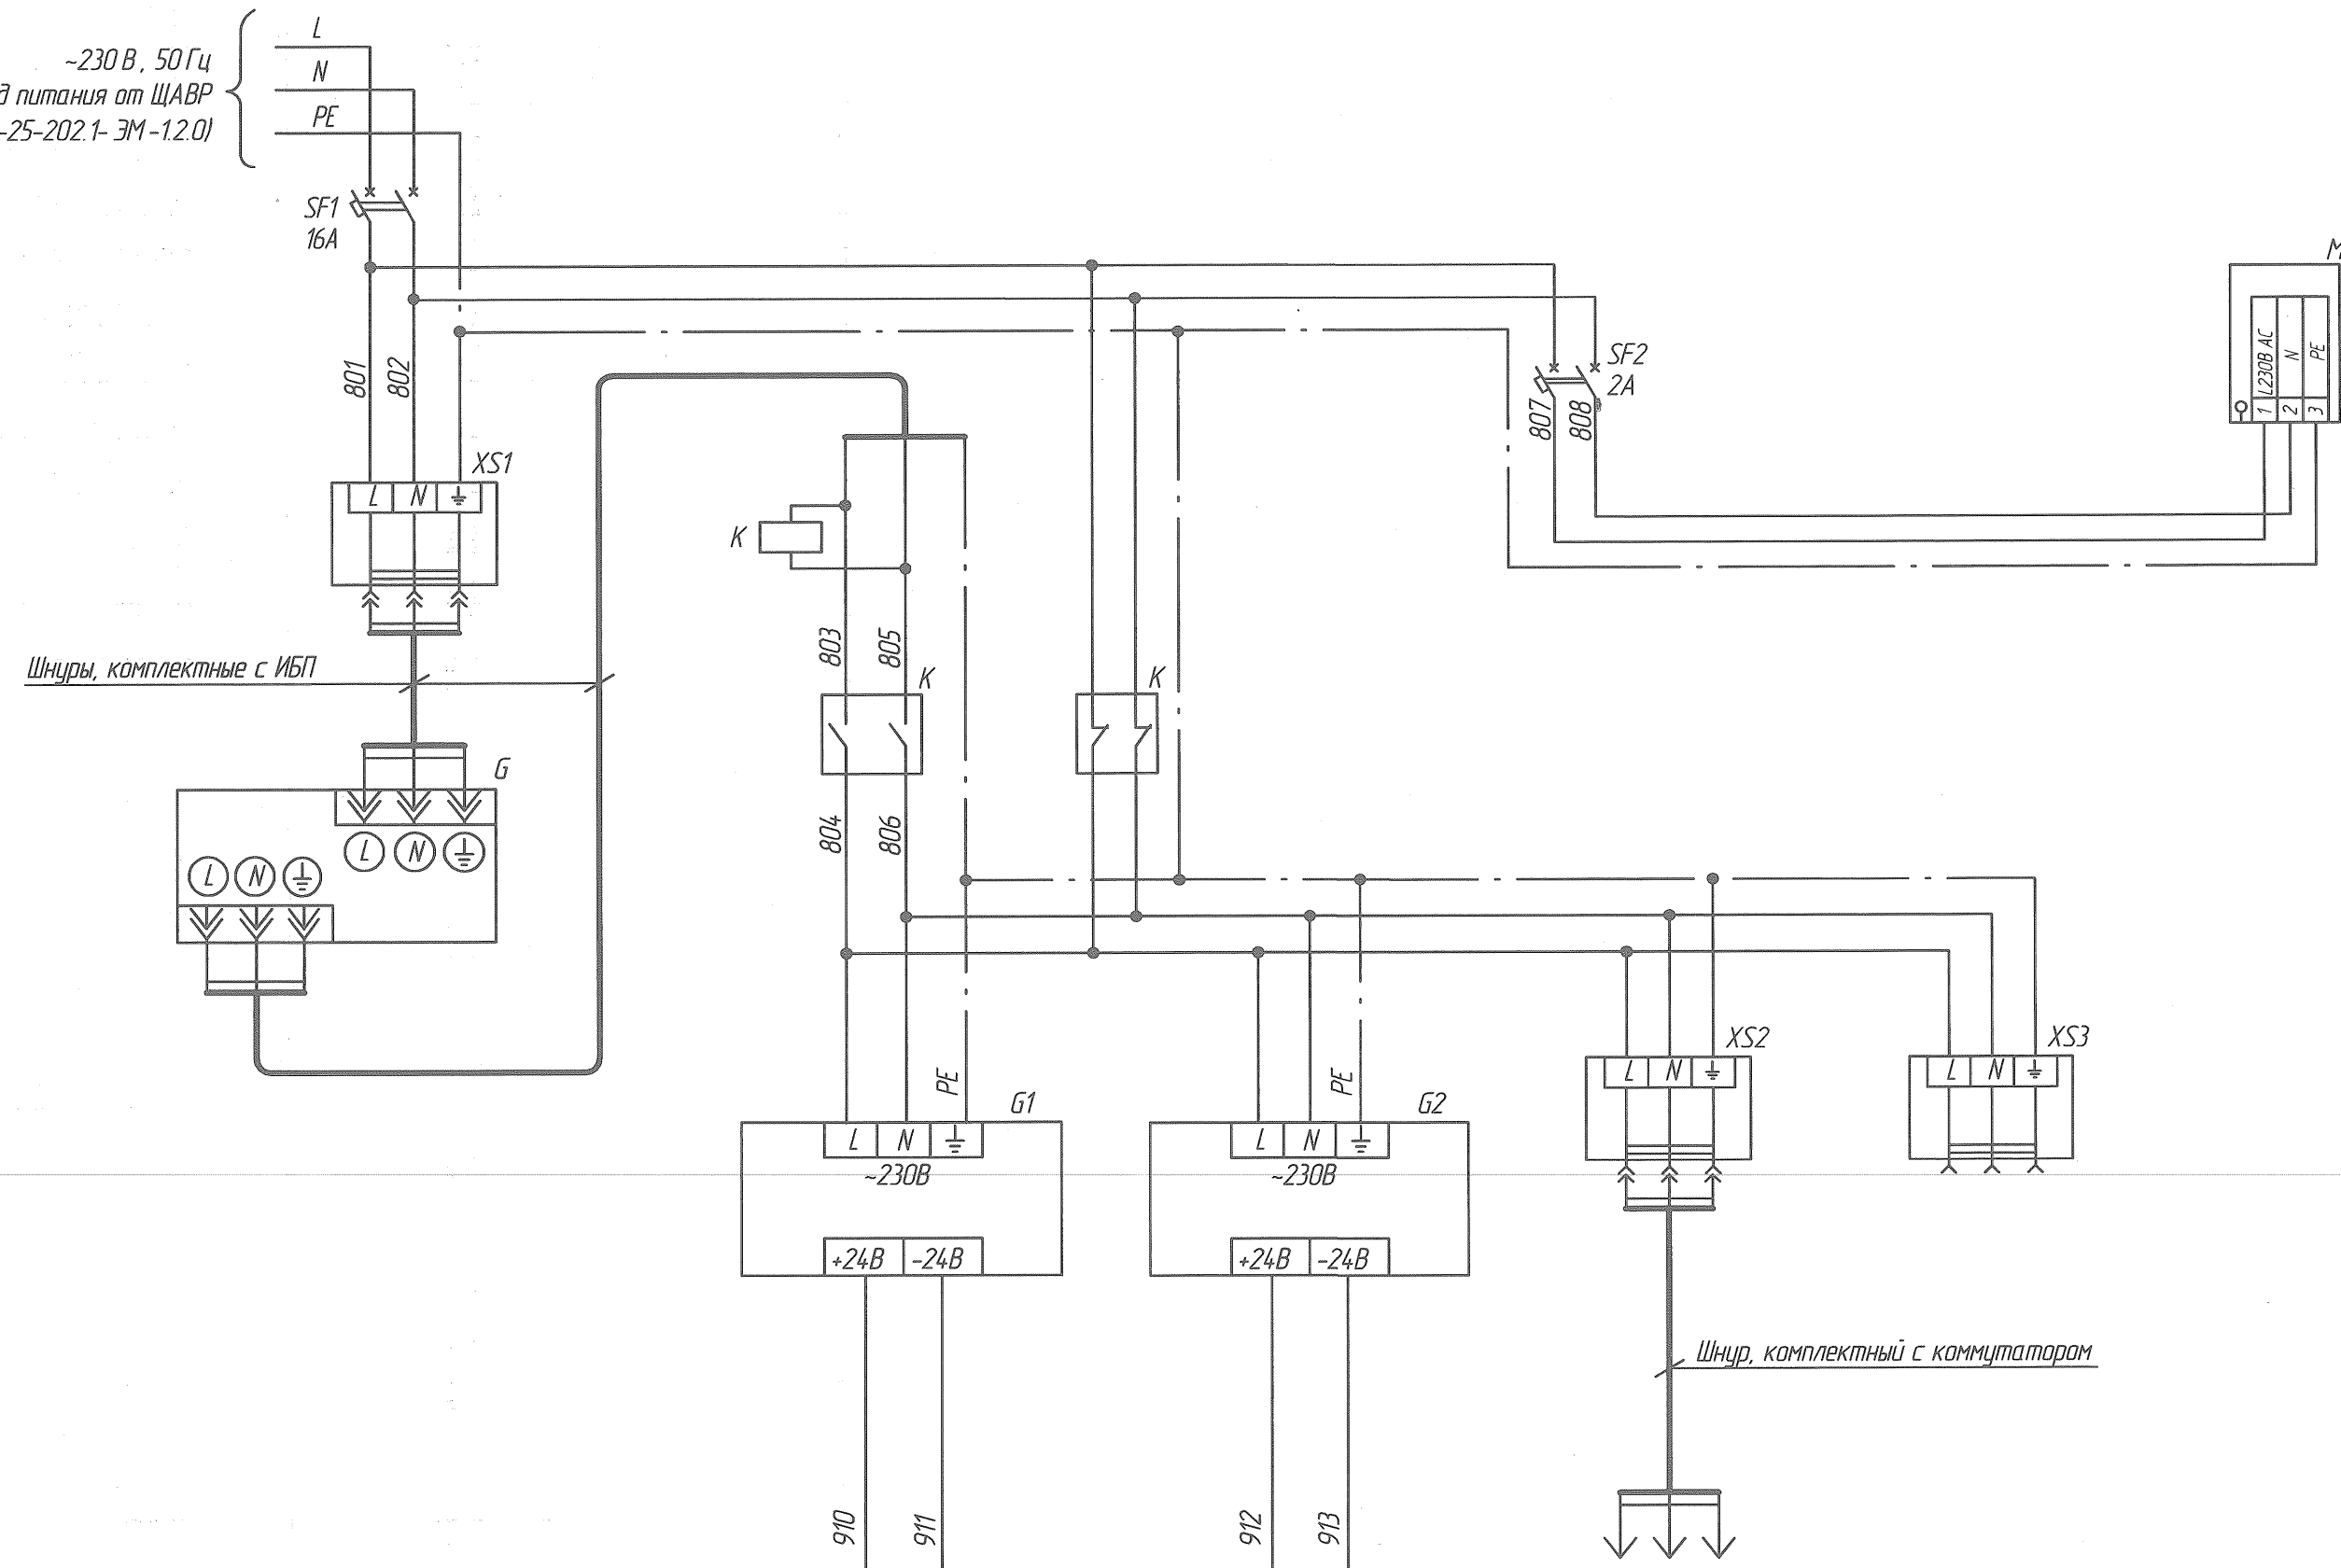 L
~230 В, 50 Гц
N
питания от ЩАВР
PE
-25-202.1- ЭМ -1.2.0)
SF1
16А
801
802
SF2
2А
807
808
L230В АС
N
PE
1
2
3
XS1
L
N
K
803
805
K
K
Шнуры, комплектные с ИБП
G
L
N
L
N
804
806
XS2
L
N
XS3
L
N
PE
G1
L
N
~230В
+24В
-24В
PE
G2
L
N
~230В
+24В
-24В
Шнур, комплектный с коммутатором
910
911
912
913